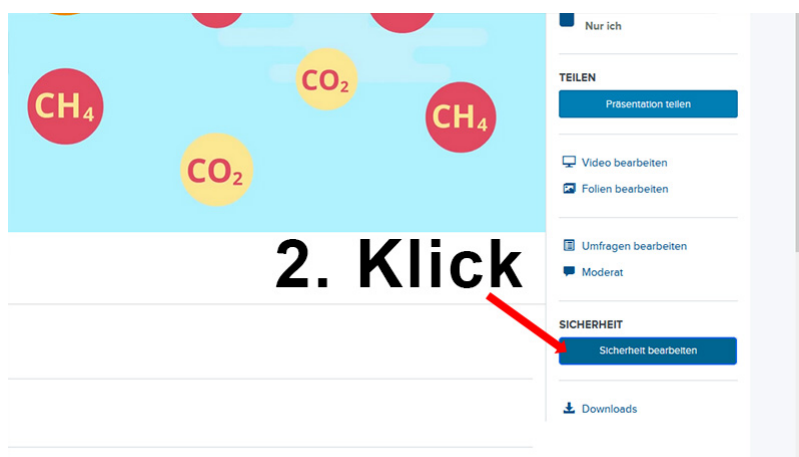 Nur ich
TEILEN
Präsentation teilen
CO₂
CH₄
CH₄
CO₂
Video bearbeiten
Folien bearbeiten
2. Klick
Umfragen bearbeiten
Moderat
SICHERHEIT
Sicherheit bearbeiten
Downloads